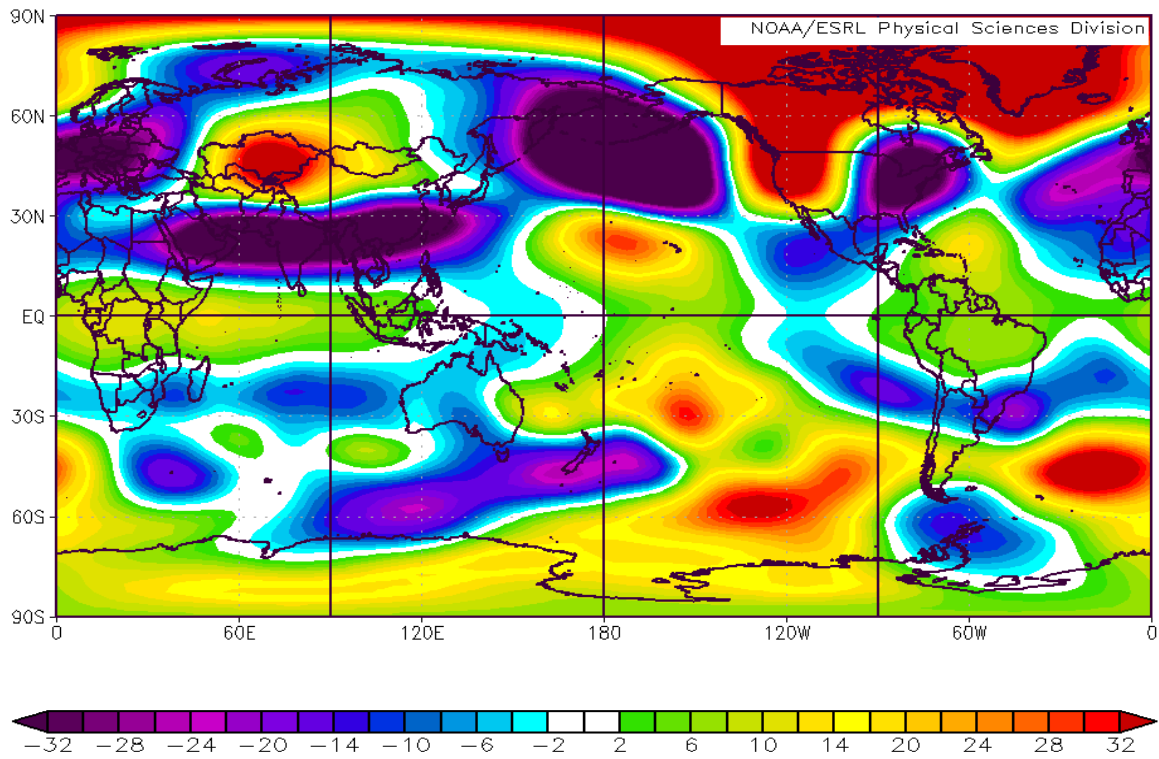 90N
NOAA/ESRL Physical Sciences Division
60N
30N
EQ
30S
60S
90S
0 60E 120E 180 120W 60W 0
-32 -28 -24 -20 -14 -10 -6 -2 2 6 10 14 20 24 28 32